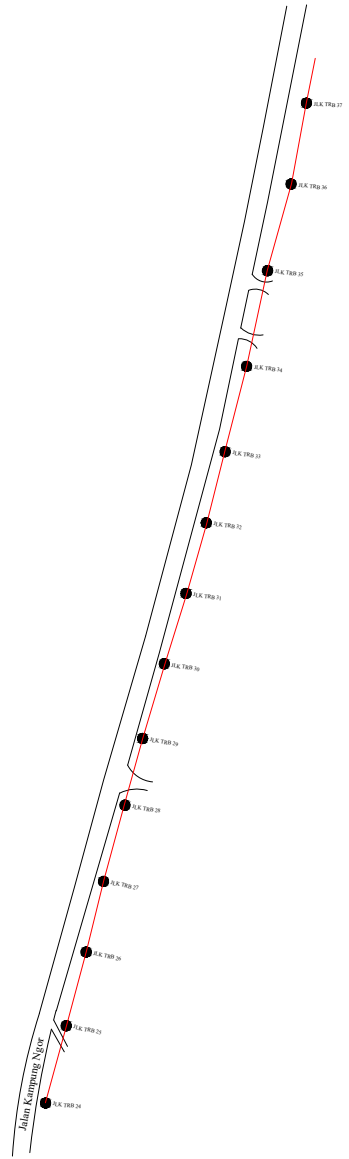 JLK TRB 37
JLK TRB 36
JLK TRB 35
JLK TRB 34
JLK TRB 33
JLK TRB 32
JLK TRB 31
JLK TRB 30
JLK TRB 29
JLK TRB 28
JLK TRB 27
JLK TRB 26
JLK TRB 25
JLK TRB 24
Jalan Kampung Ngor